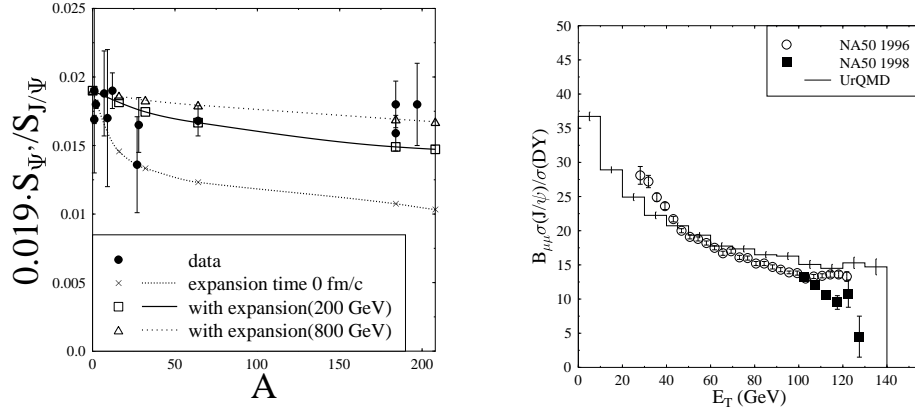 0.025
0.02
0.015
0.01
0.005
0.0
0 50 100 150 200
A
0.019·S_Ψ'/S_J/Ψ
data
expansion time 0 fm/c
with expansion(200 GeV)
with expansion(800 GeV)
50
45
40
35
30
25
20
15
10
5
0
0 20 40 60 80 100 120 140
E_T (GeV)
B_μμσ(J/ψ)/σ(DY)
NA50 1996
NA50 1998
UrQMD